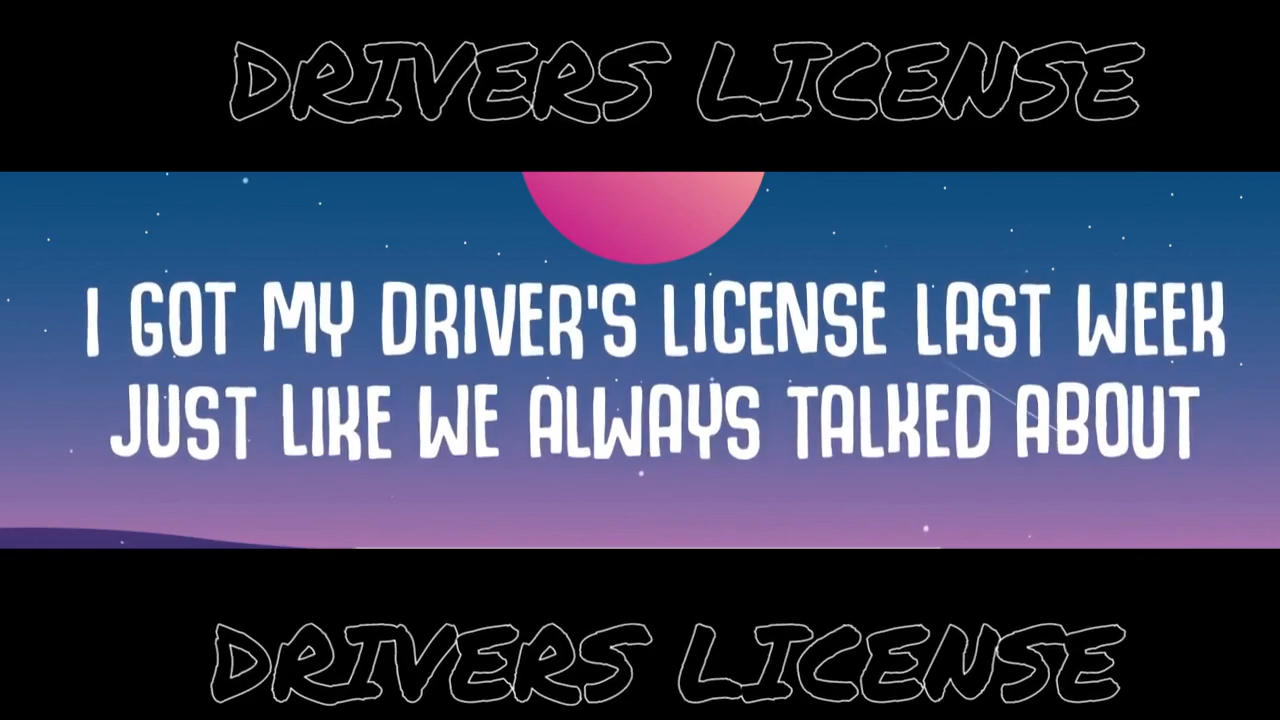 DRIVERS LICENSE
I GOT MY DRIVER'S LICENSE LAST WEEK
JUST LIKE WE ALWAYS TALKED ABOUT
DRIVERS LICENSE